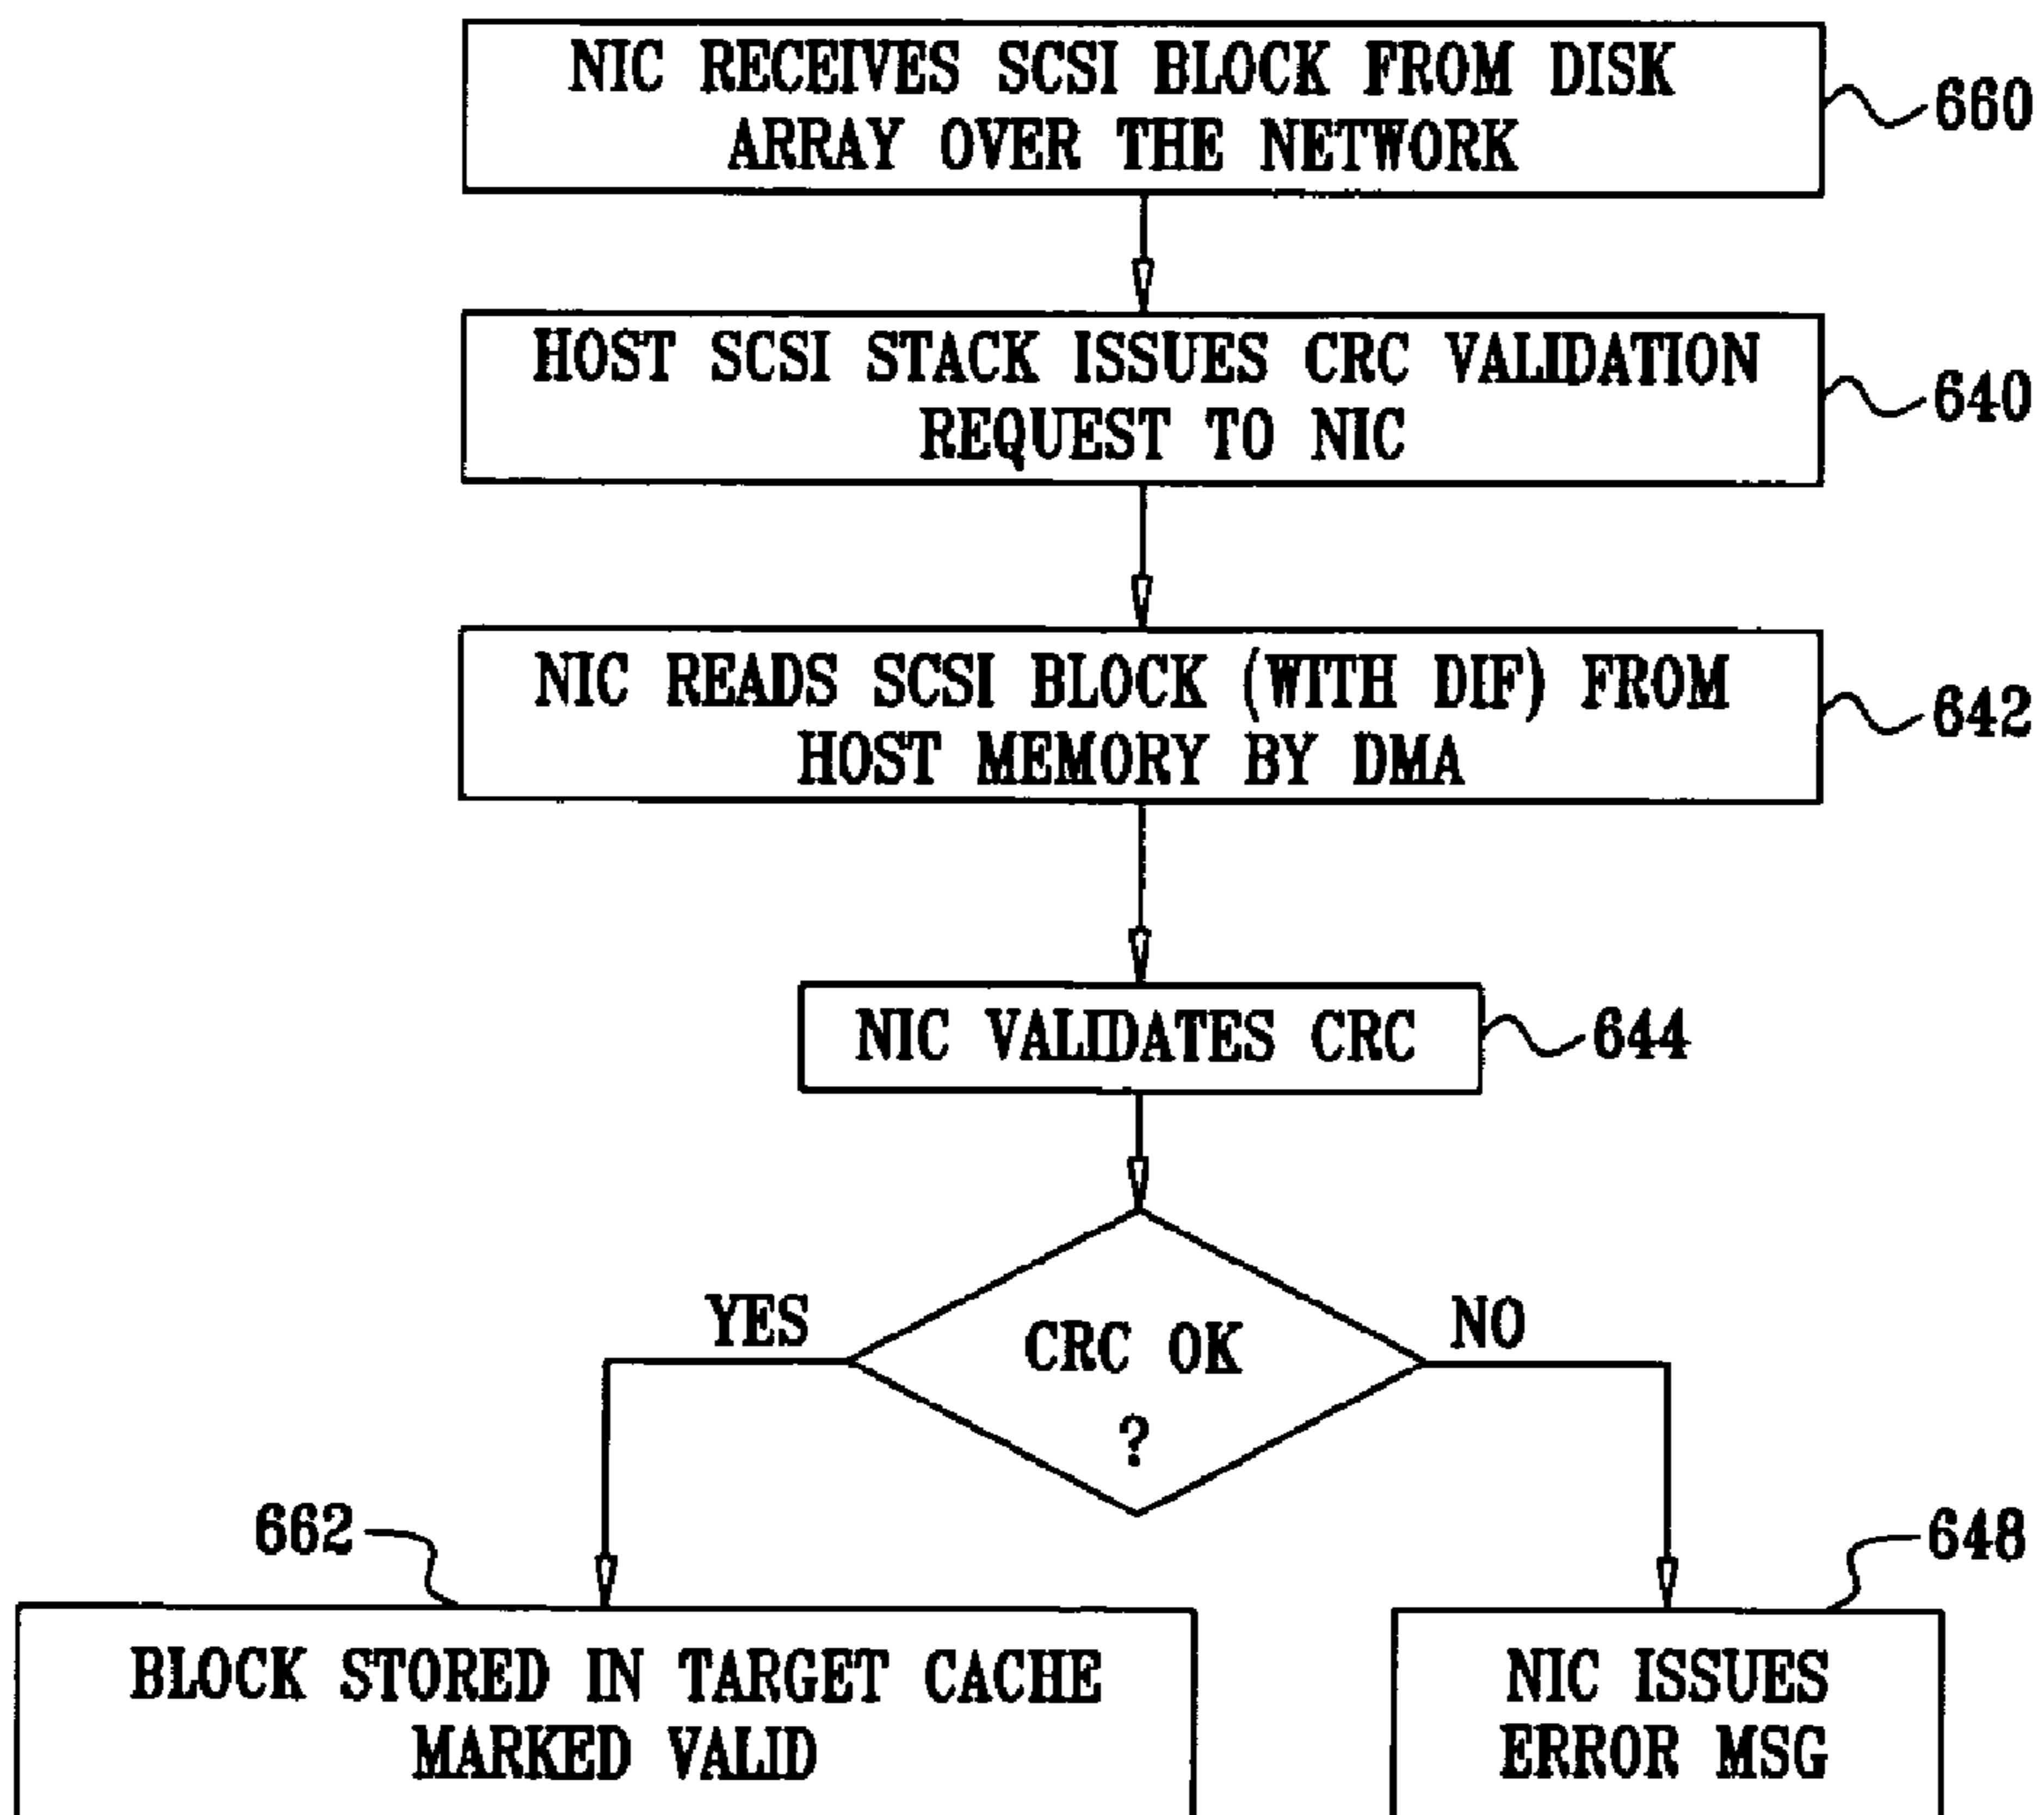 NIC RECEIVES SCSI BLOCK FROM DISK
ARRAY OVER THE NETWORK
660
HOST SCSI STACK ISSUES CRC VALIDATION
REQUEST TO NIC
640
NIC READS SCSI BLOCK (WITH DIF) FROM
HOST MEMORY BY DMA
642
NIC VALIDATES CRC
644
YES
CRC OK
?
NO
662
648
BLOCK STORED IN TARGET CACHE
MARKED VALID
NIC ISSUES
ERROR MSG